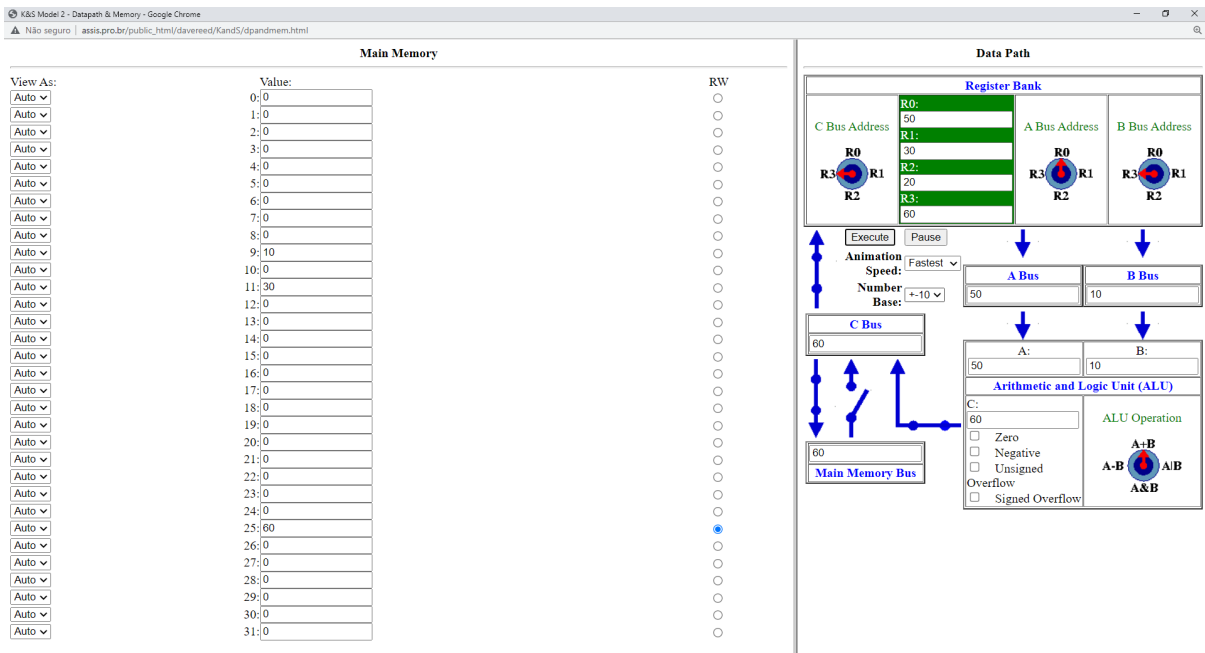 K&S Model 2 - Datapath & Memory - Google Chrome
Não seguro | assis.pro.br/public_html/davereed/KandS/dpandmem.html
Main Memory
View As: Value: RW
Auto 0: 0
Auto 1: 0
Auto 2: 0
Auto 3: 0
Auto 4: 0
Auto 5: 0
Auto 6: 0
Auto 7: 0
Auto 8: 0
Auto 9: 10
Auto 10: 0
Auto 11: 30
Auto 12: 0
Auto 13: 0
Auto 14: 0
Auto 15: 0
Auto 16: 0
Auto 17: 0
Auto 18: 0
Auto 19: 0
Auto 20: 0
Auto 21: 0
Auto 22: 0
Auto 23: 0
Auto 24: 0
Auto 25: 60
Auto 26: 0
Auto 27: 0
Auto 28: 0
Auto 29: 0
Auto 30: 0
Auto 31: 0
Data Path
Register Bank
C Bus Address
R0
R3 R1
R2
R0:
50
R1:
30
R2:
20
R3:
60
A Bus Address
R0
R3 R1
R2
B Bus Address
R0
R3 R1
R2
Execute Pause
Animation
Speed: Fastest
Number
Base: +-10
A Bus
50
B Bus
10
C Bus
60
A:
50
B:
10
Arithmetic and Logic Unit (ALU)
C:
60
Zero
Negative
Unsigned
Overflow
Signed Overflow
ALU Operation
A+B
A-B A|B
A&B
60
Main Memory Bus